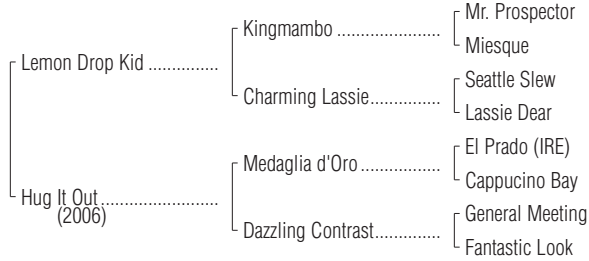 Mr. Prospector
Kingmambo ....................
Miesque
Lemon Drop Kid ..............
Seattle Slew
Charming Lassie..............
Lassie Dear
El Prado (IRE)
Medaglia d'Oro ................
Cappucino Bay
Hug It Out ........................
(2006)
General Meeting
Dazzling Contrast.............
Fantastic Look